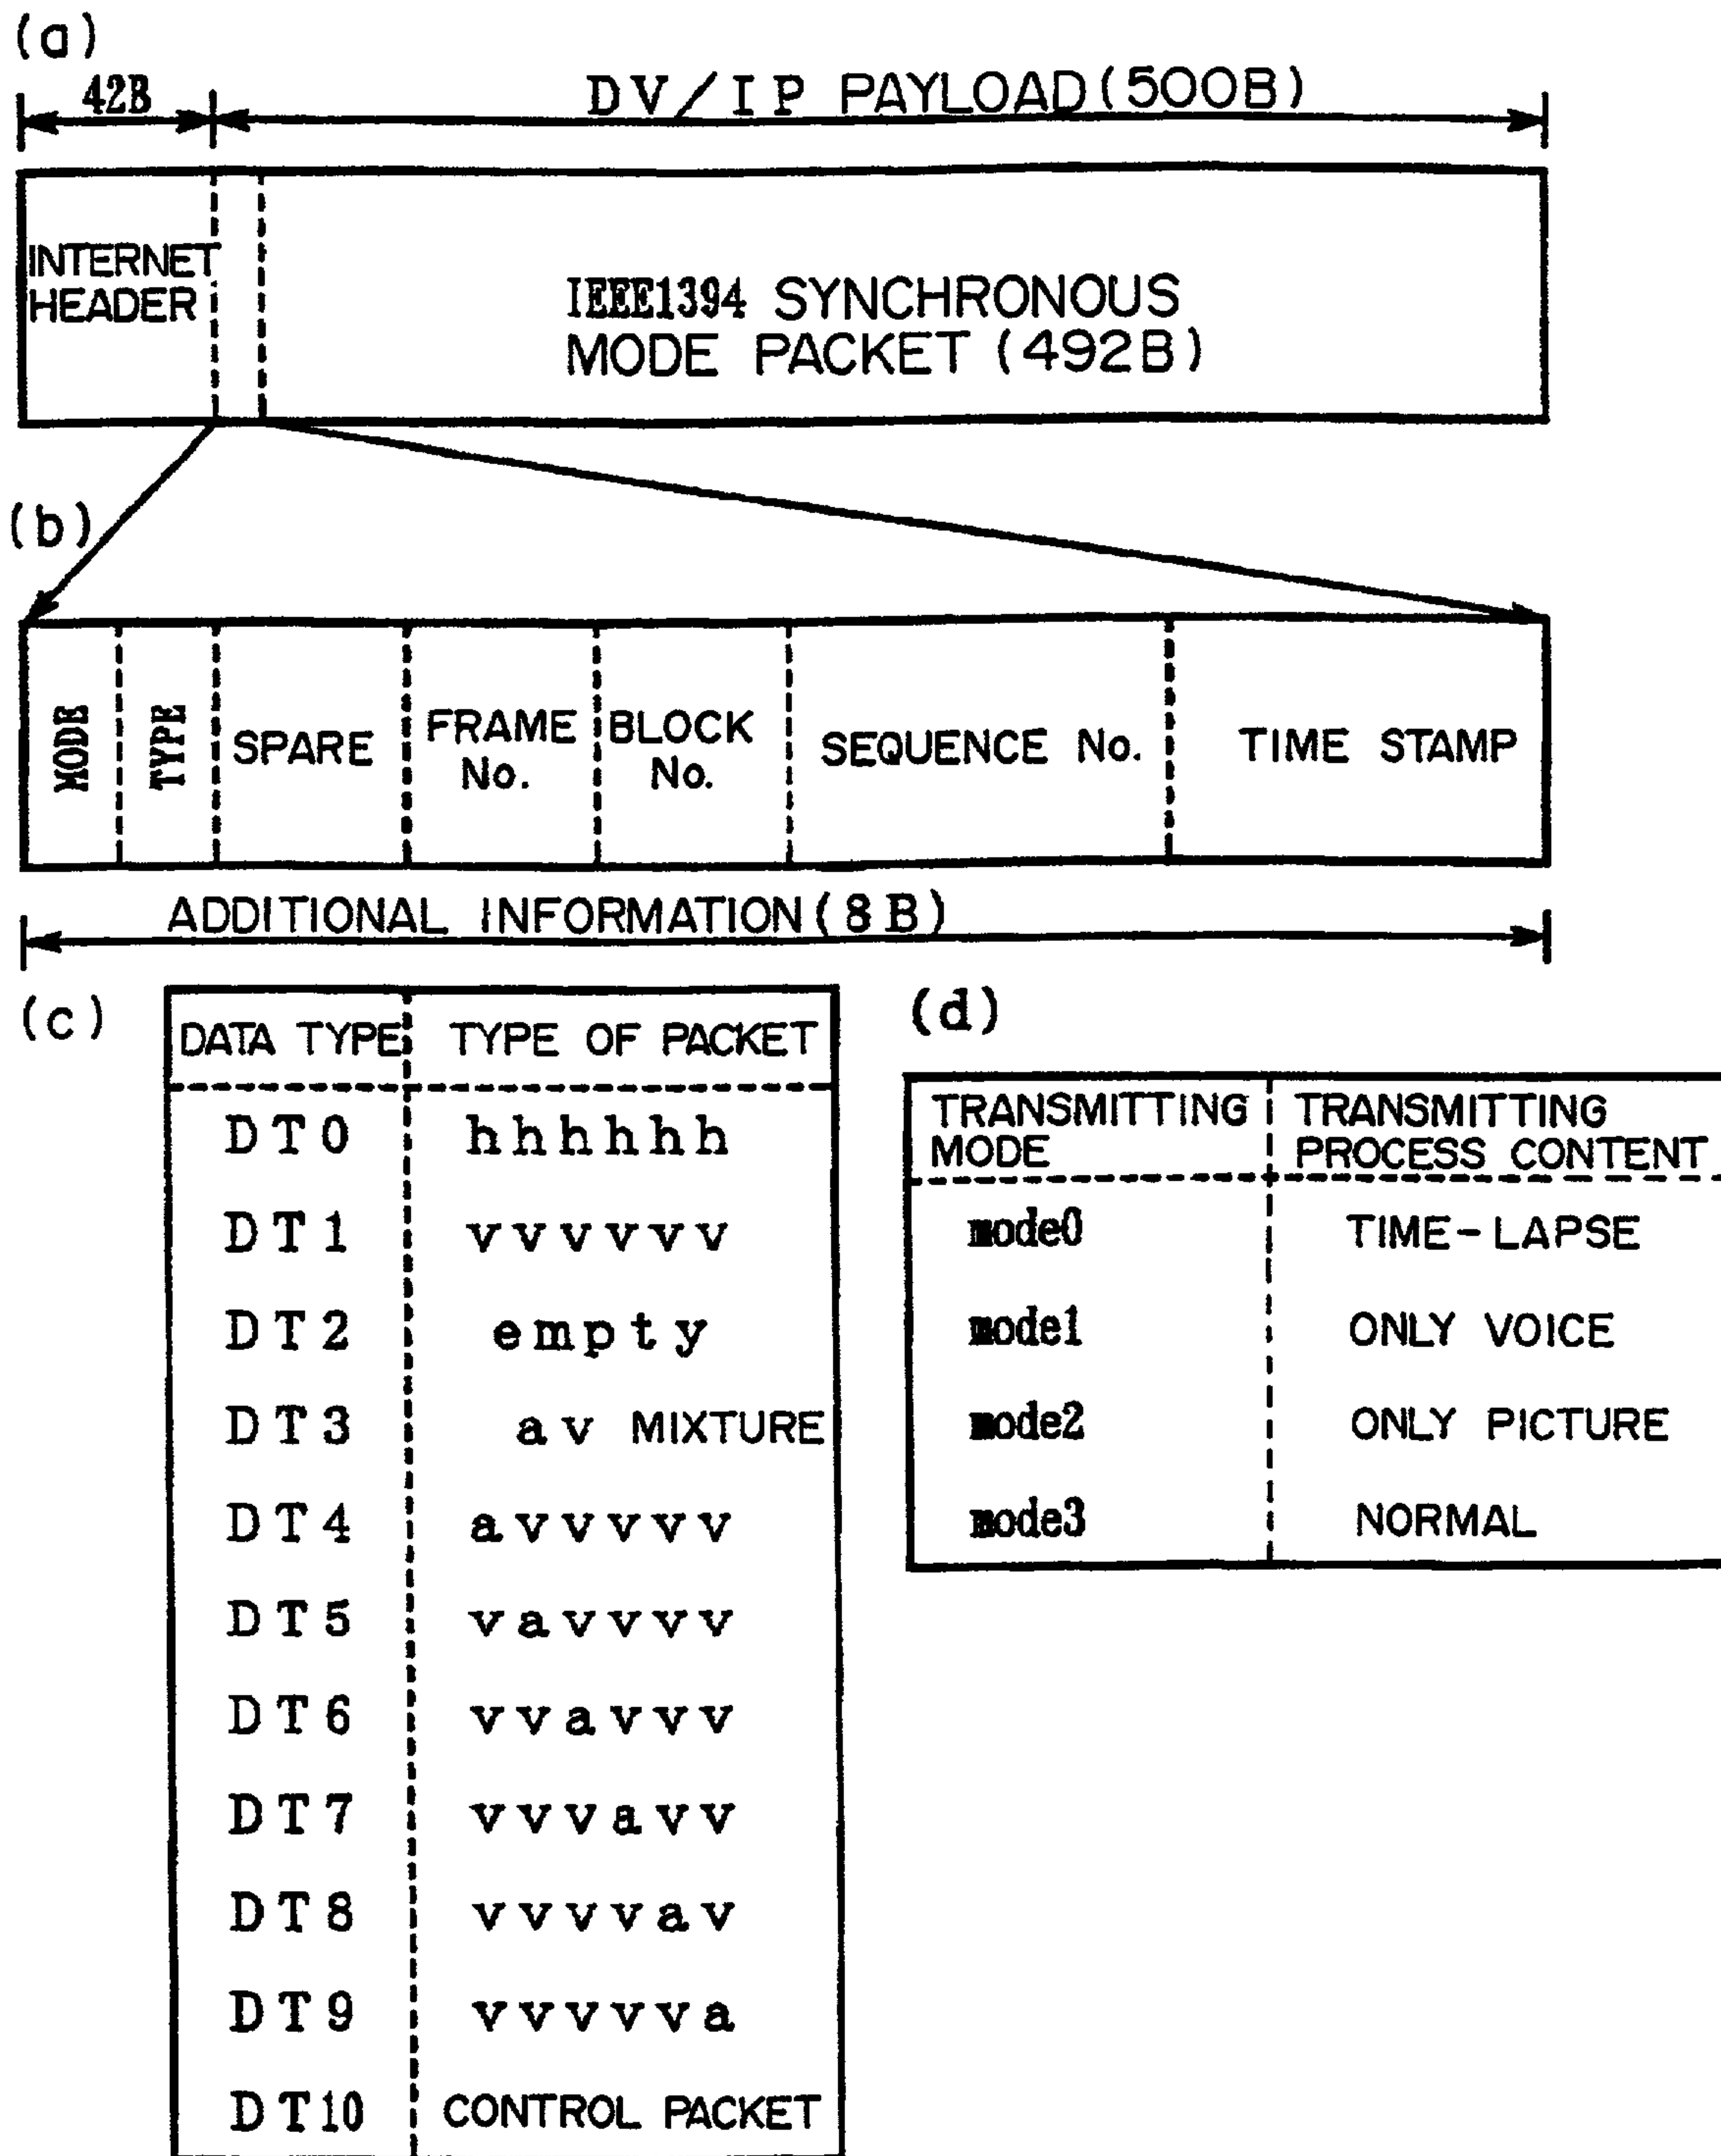 (a)
42B
DV/IP PAYLOAD(500B)
INTERNET
HEADER
IEEE1394 SYNCHRONOUS
MODE PACKET (492B)
(b)
MODE
TYPE
SPARE
FRAME
No.
BLOCK
No.
SEQUENCE No.
TIME STAMP
ADDITIONAL INFORMATION(8B)
(c)
DATA TYPE TYPE OF PACKET
DT0 hhhhhh
DT1 vvvvvv
DT2 empty
DT3 av MIXTURE
DT4 avvvvv
DT5 vavvvv
DT6 vvavvv
DT7 vvvavv
DT8 vvvvav
DT9 vvvvva
DT10 CONTROL PACKET
(d)
TRANSMITTING
MODE
TRANSMITTING
PROCESS CONTENT
mode0 TIME-LAPSE
mode1 ONLY VOICE
mode2 ONLY PICTURE
mode3 NORMAL